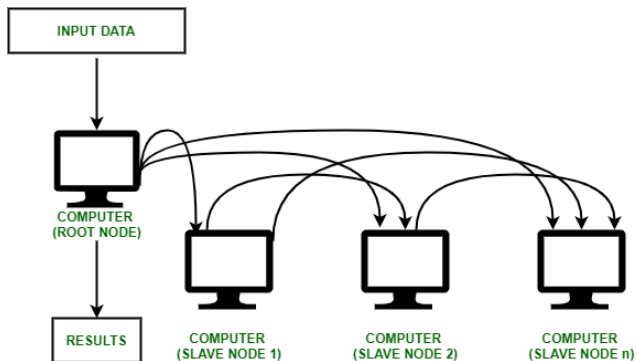 INPUT DATA
COMPUTER
(ROOT NODE)
RESULTS
COMPUTER
(SLAVE NODE 1)
COMPUTER
(SLAVE NODE 2)
COMPUTER
(SLAVE NODE n)